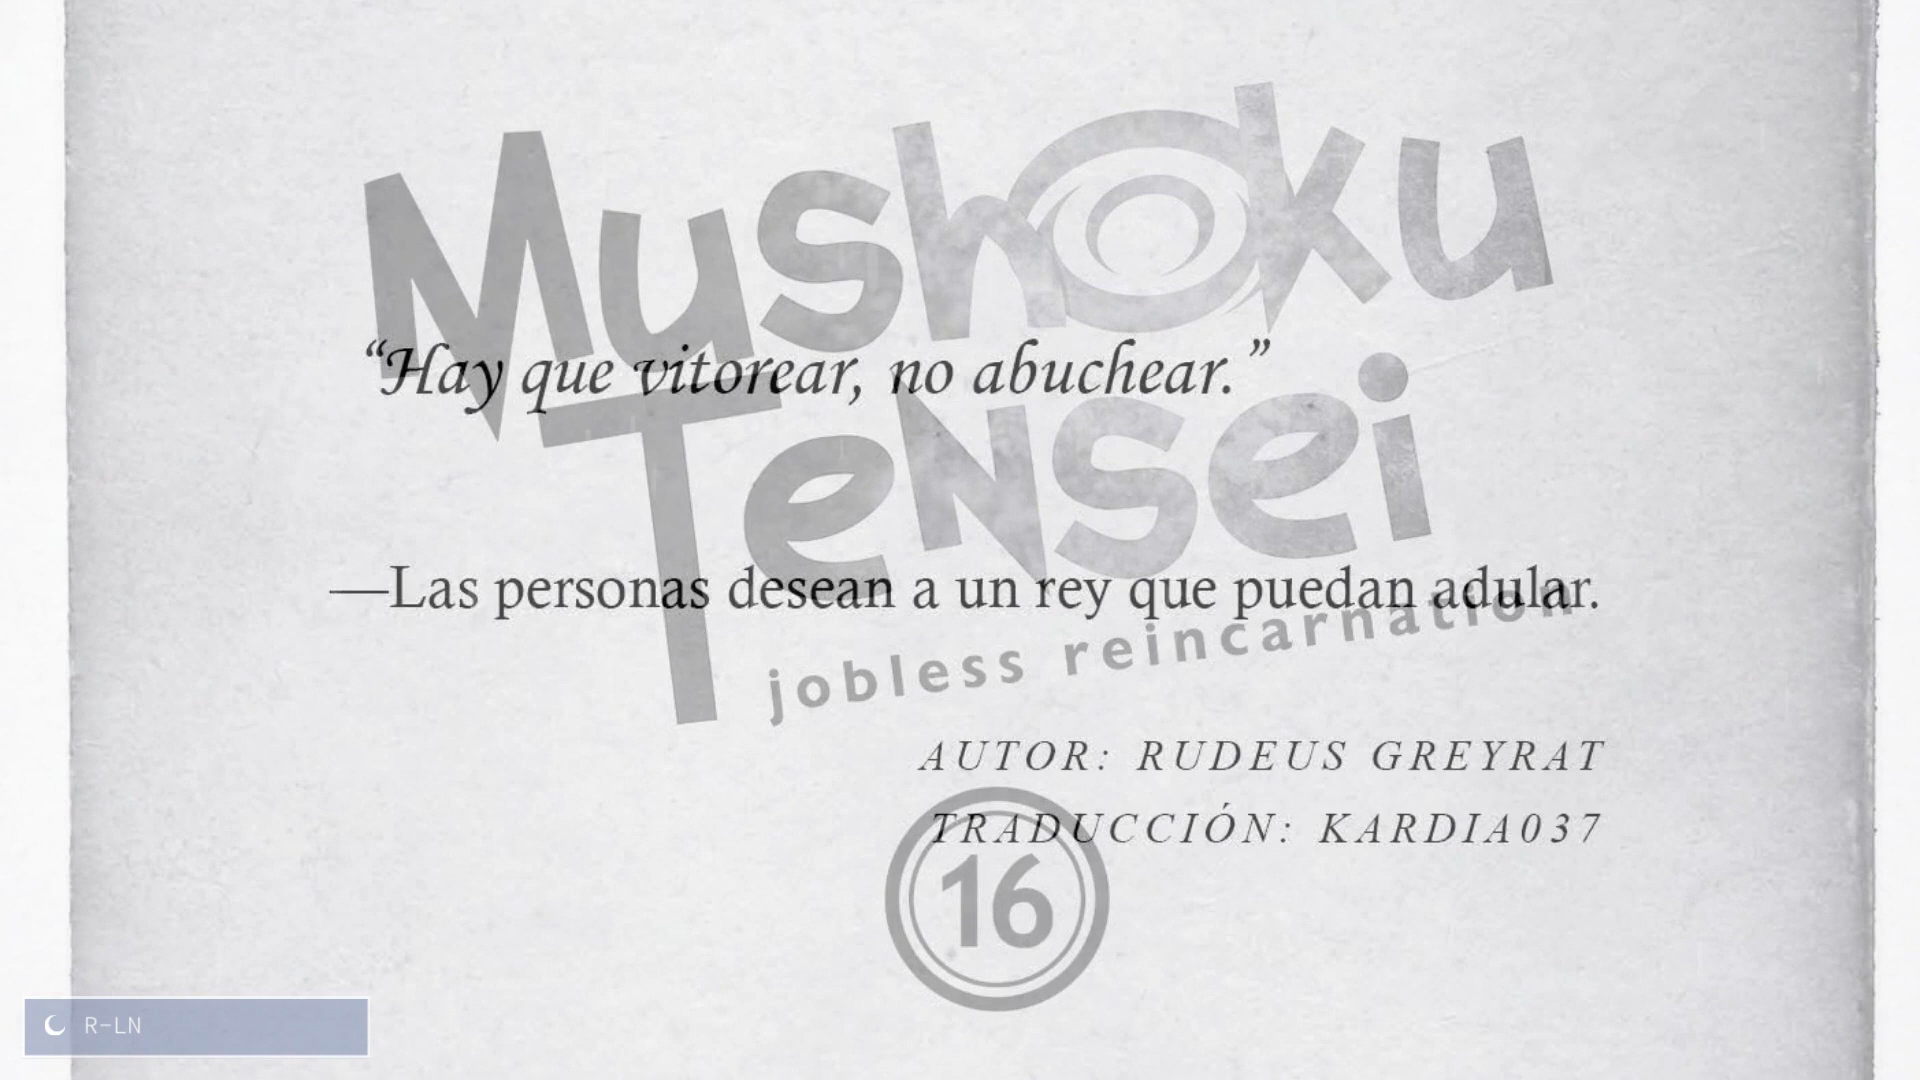 Mushoku
“Hay que vitorear, no abuchear.”
Tensei
—Las personas desean a un rey que puedan adular.
jobless reincarnation
AUTOR: RUDEUS GREYRAT
TRADUCCIÓN: KARDIA037
16
R-LN